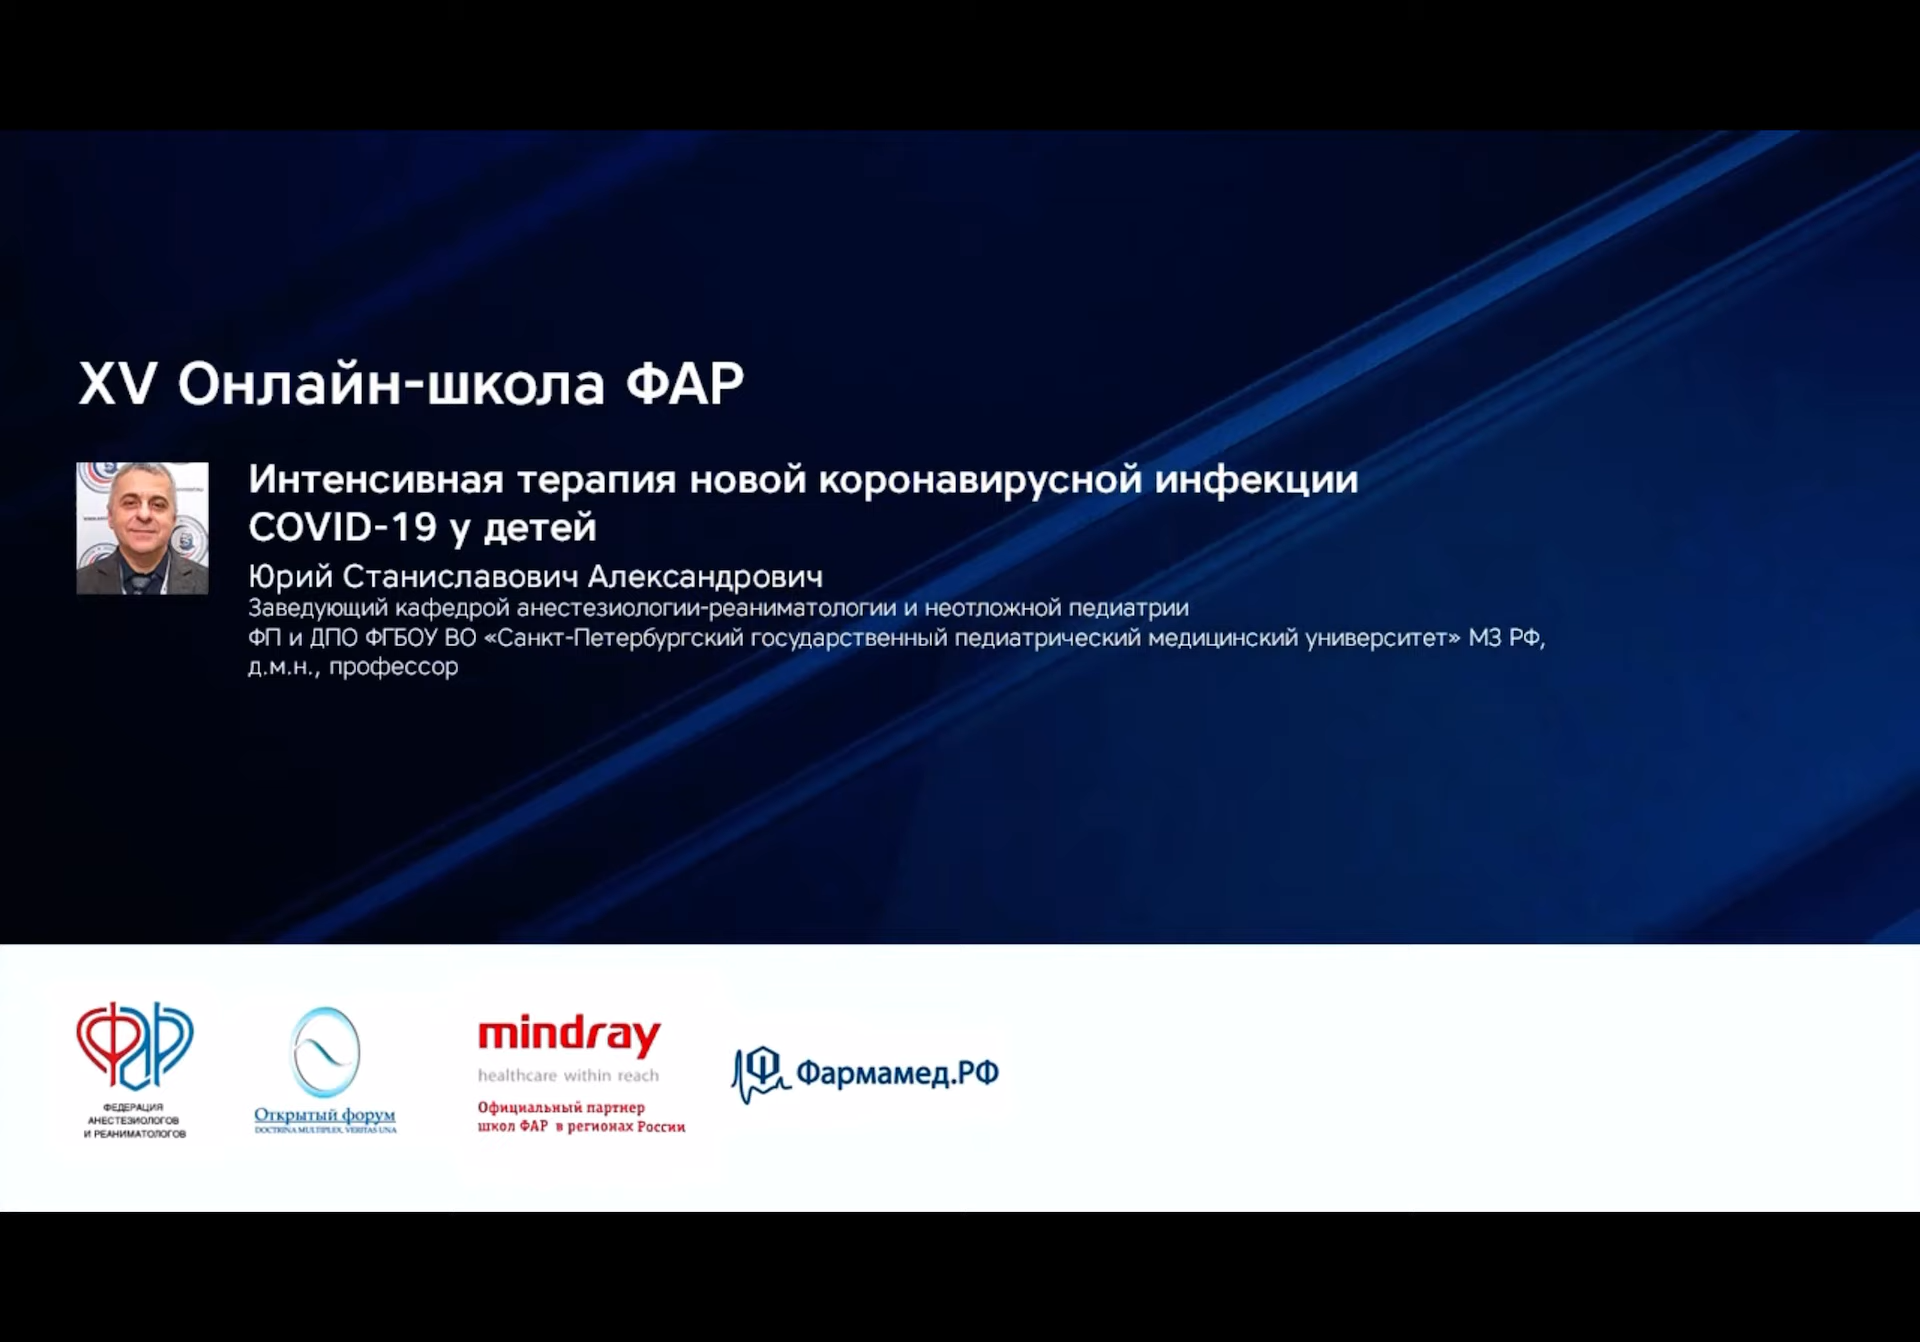 XV Онлайн-школа ФАР
Интенсивная терапия новой коронавирусной инфекции
COVID-19 у детей
Юрий Станиславович Александрович
Заведующий кафедрой анестезиологии-реаниматологии и неотложной педиатрии
ФП и ДПО ФГБОУ ВО «Санкт-Петербургский государственный педиатрический медицинский университет» МЗ РФ,
д.м.н., профессор
ФАР
ФЕДЕРАЦИЯ
АНЕСТЕЗИОЛОГОВ
И РЕАНИМАТОЛОГОВ
Открытый форум
DOCTRINA MULTIPLEX, VERITAS UNA
mindray
healthcare within reach
Официальный партнер
школ ФАР в регионах России
Фармамед.РФ